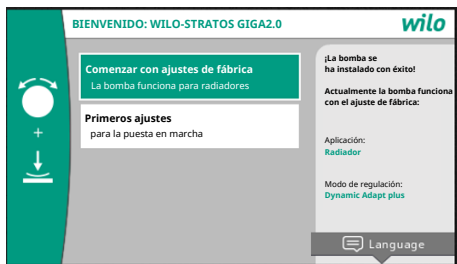 BIENVENIDO: WILO-STRATOS GIGA2.0
wilo
Comenzar con ajustes de fábrica
La bomba funciona para radiadores
Primeros ajustes
para la puesta en marcha
+
¡La bomba se
ha instalado con éxito!
Actualmente la bomba funciona
con el ajuste de fábrica:
Aplicación:
Radiador
Modo de regulación:
Dynamic Adapt plus
Language